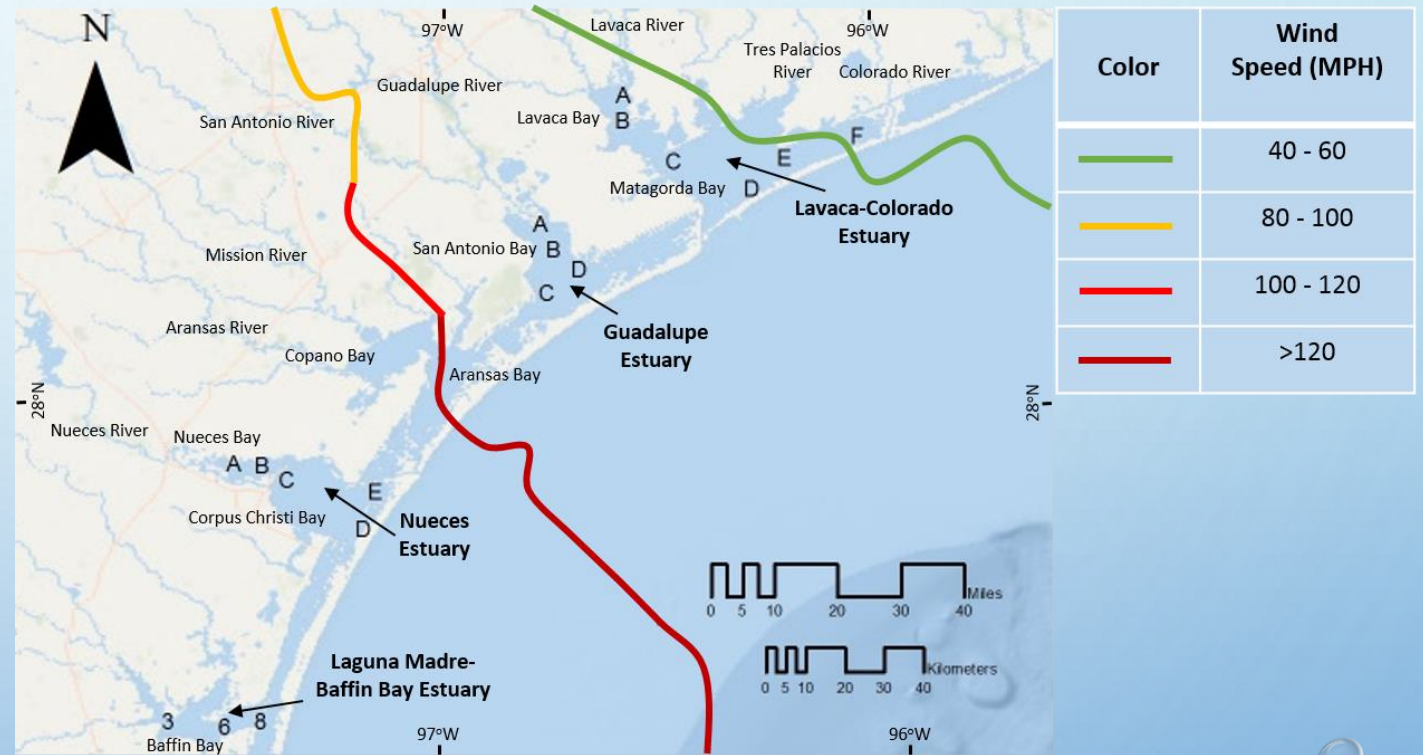 N
97°W
Lavaca River
96°W
Tres Palacios
River
Colorado River
Guadalupe River
A
Lavaca Bay
B
San Antonio River
F
C
E
Matagorda Bay
D
Lavaca-Colorado
Estuary
A
San Antonio Bay
B
Mission River
D
C
Aransas River
Guadalupe
Estuary
Copano Bay
Aransas Bay
28°N
28°N
Nueces River
Nueces Bay
A
B
C
E
Corpus Christi Bay
D
Nueces
Estuary
Miles
0 5 10 20 30 40
Kilometers
0 5 10 20 30 40
Laguna Madre-
Baffin Bay Estuary
3
6
8
Baffin Bay
97°W
96°W
Color
Wind
Speed (MPH)
40 - 60
80 - 100
100 - 120
>120